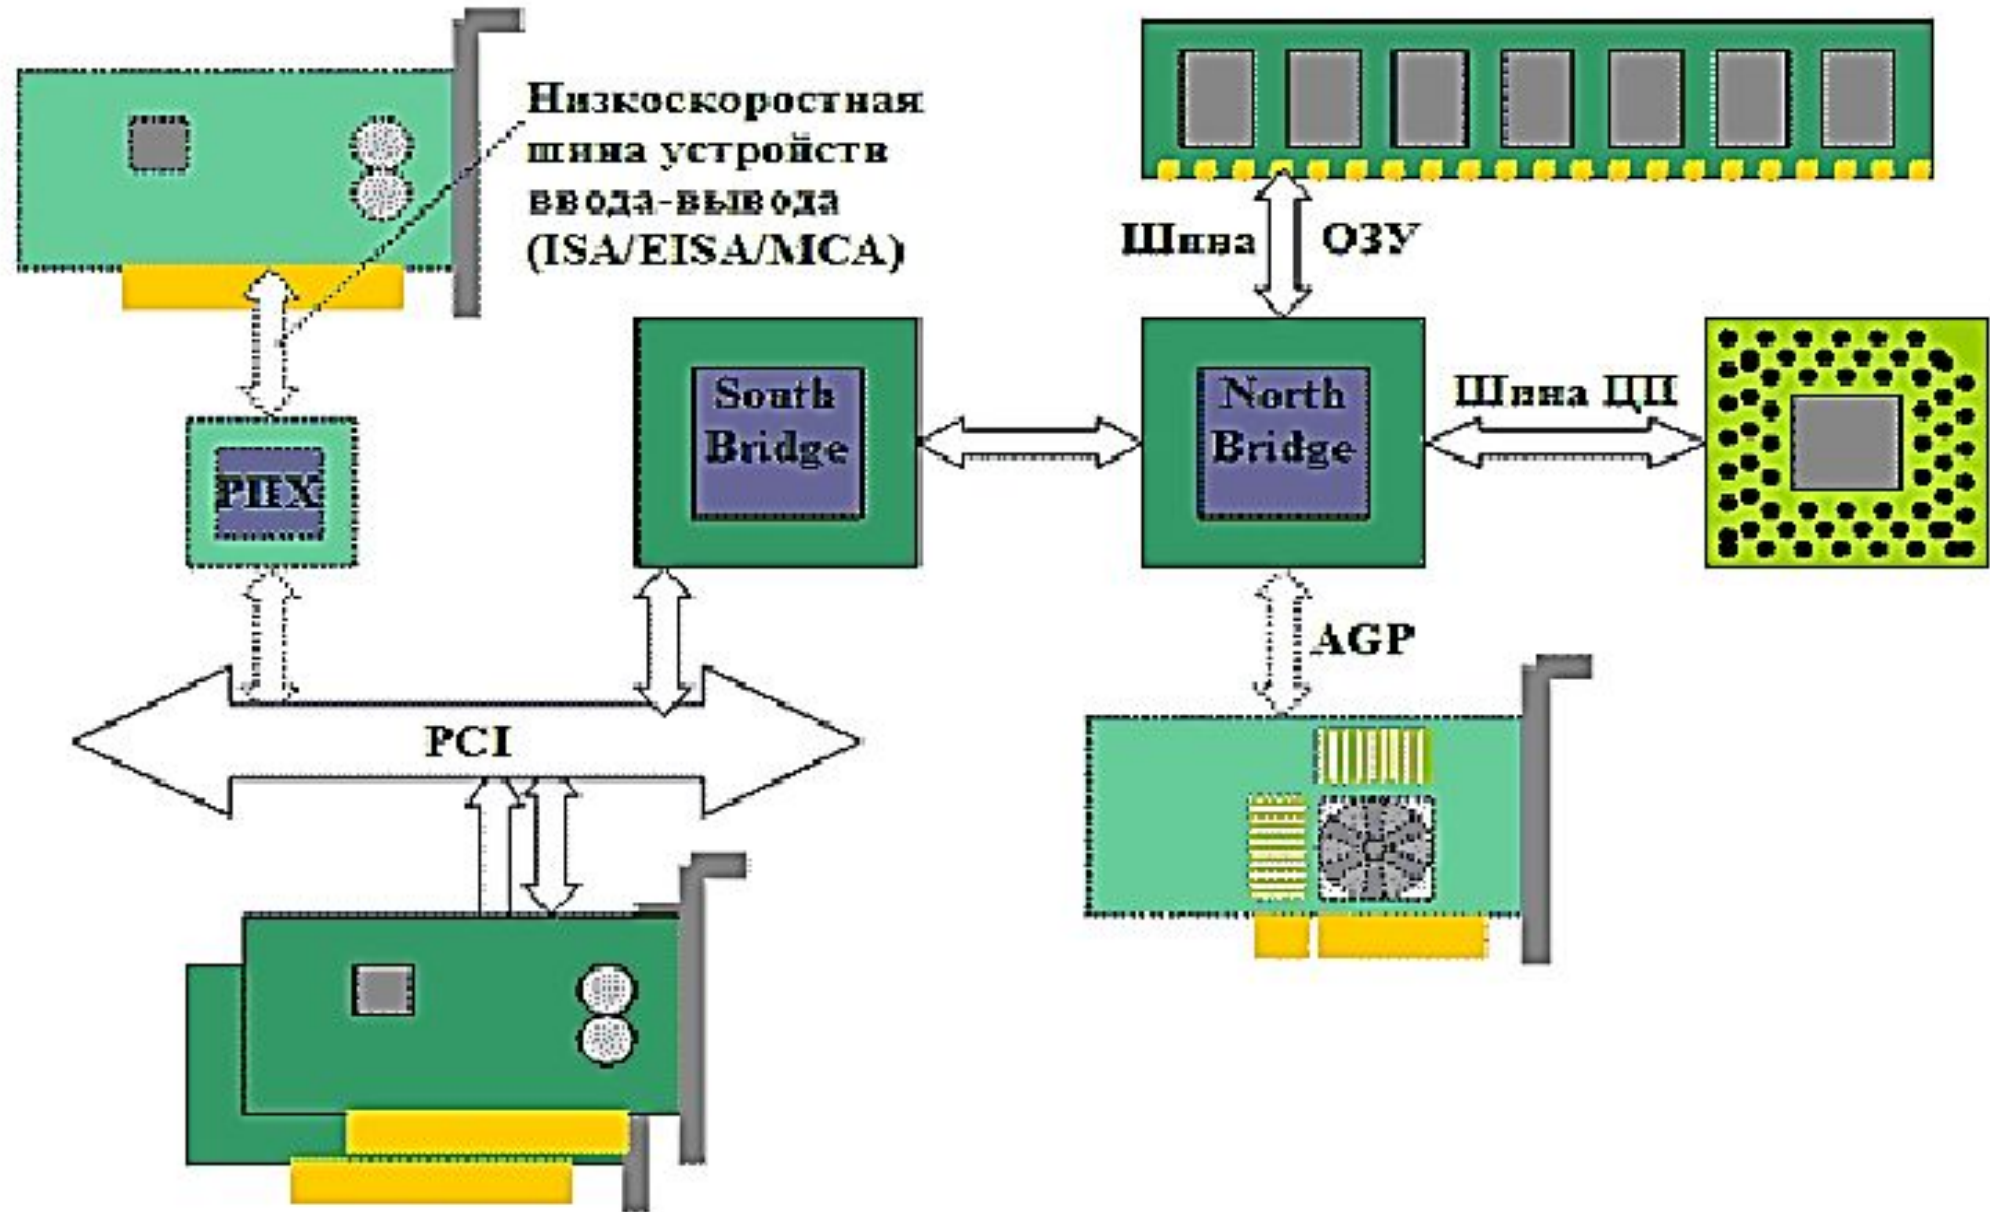 Низкоскоростная
шина устройств
ввода-вывода
(ISA/EISA/MCA)
Шина ОЗУ
South
Bridge
North
Bridge
Шина ЦП
PIIX
AGP
PCI